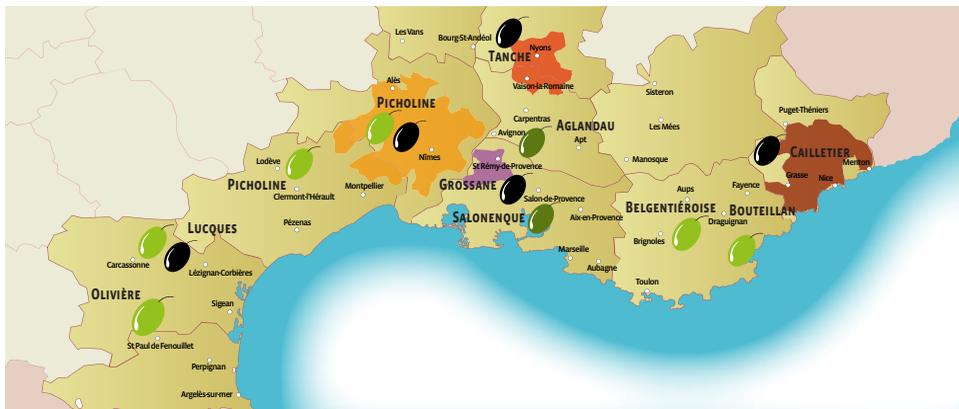 Les Vans
Bourg-St-Andéol
Nyons
TANCHE
Vaison-la-Romaine
Alès
PICHOLINE
Sisteron
Carpentras
AGLANDAU
Avignon
Apt
Les Mées
Puget-Théniers
Nîmes
Lodève
St Rémy-de-Provence
Manosque
CAILLETIER
Menton
PICHOLINE
Clermont-l'Hérault
Montpellier
GROSSANE
Salon-de-Provence
Grasse
Nice
Fayence
Aups
SALONENQUE
Aix-en-Provence
BELGENTIÉROISE
BOUTEILLAN
Draguignan
Pézenas
LUCQUES
Brignoles
Marseille
Aubagne
Carcassonne
Lézignan-Corbières
Toulon
OLIVIÈRE
Sigean
St Paul de Fenouillet
Perpignan
Argelès-sur-mer